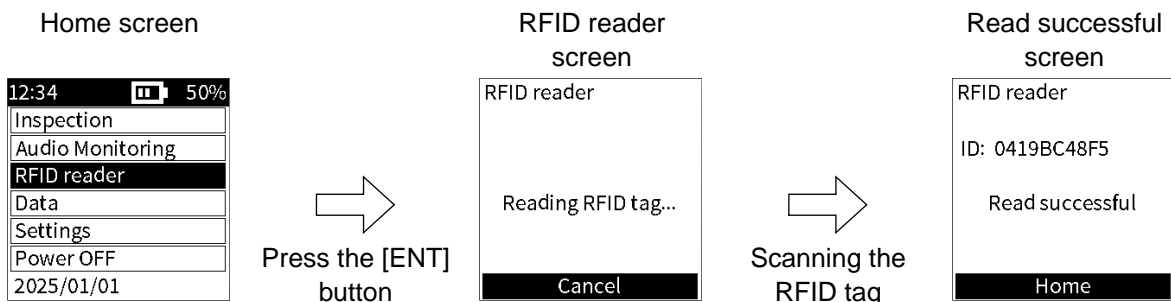 Home screen
12:34 50%
Inspection
Audio Monitoring
RFID reader
Data
Settings
Power OFF
2025/01/01
Press the [ENT]
button
RFID reader
screen
RFID reader
Reading RFID tag...
Cancel
Scanning the
RFID tag
Read successful
screen
RFID reader
ID: 0419BC48F5
Read successful
Home